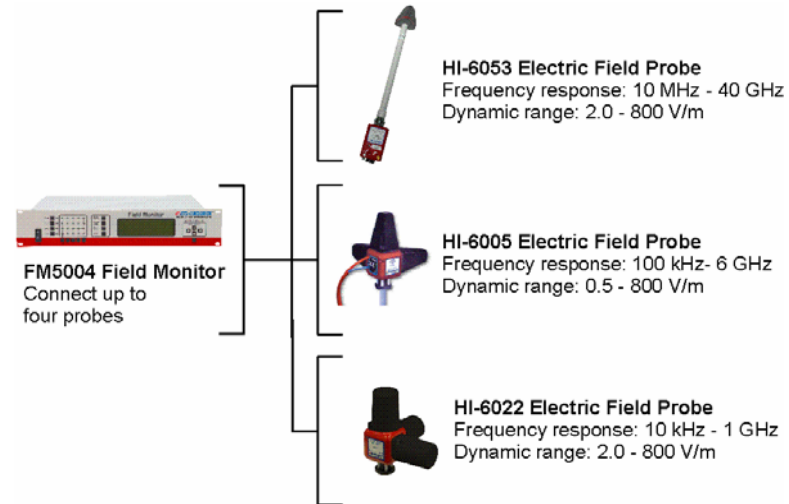 HI-6053 Electric Field Probe
Frequency response: 10 MHz - 40 GHz
Dynamic range: 2.0 - 800 V/m
Field Monitor
FM5004 Field Monitor
Connect up to
four probes
HI-6005 Electric Field Probe
Frequency response: 100 kHz- 6 GHz
Dynamic range: 0.5 - 800 V/m
HI-6022 Electric Field Probe
Frequency response: 10 kHz - 1 GHz
Dynamic range: 2.0 - 800 V/m